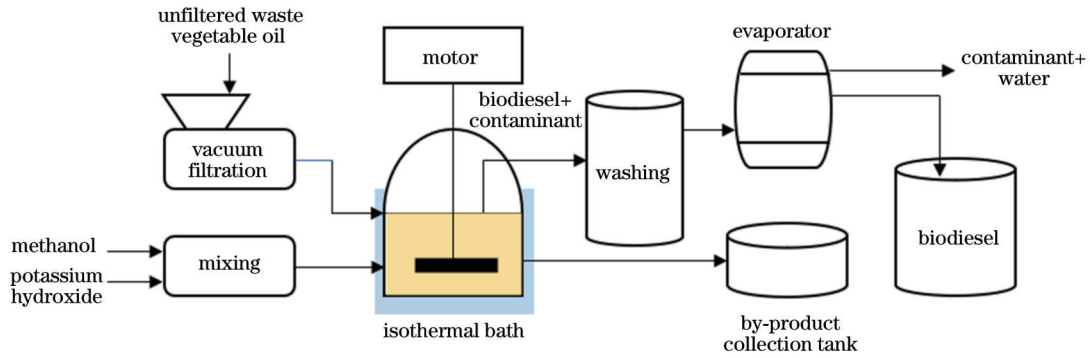 unfiltered waste
vegetable oil
vacuum
filtration
methanol
potassium
hydroxide
mixing
motor
isothermal bath
biodiesel+
contaminant
washing
evaporator
contaminant+
water
biodiesel
by-product
collection tank